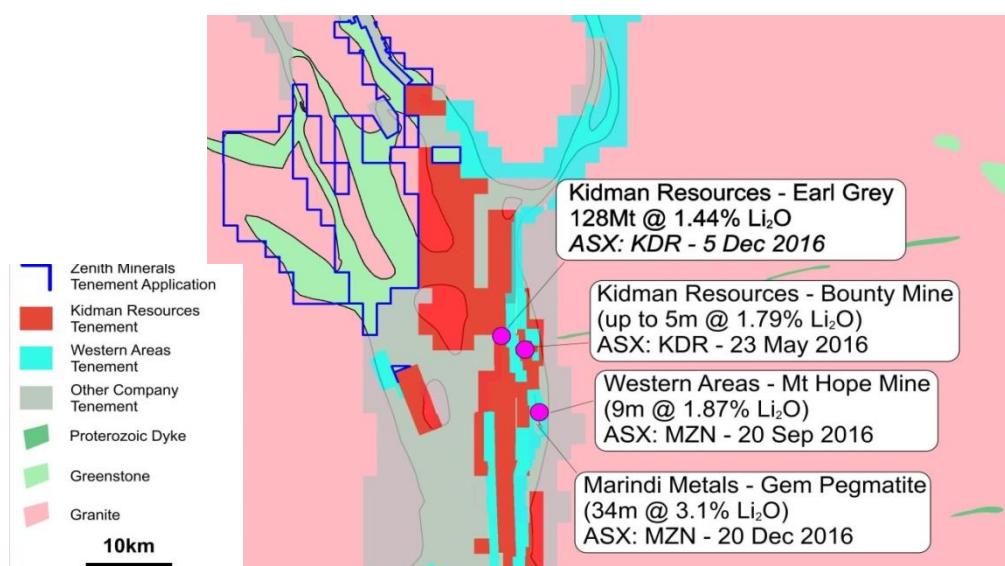 Kidman Resources - Earl Grey
128Mt @ 1.44% Li₂O
ASX: KDR - 5 Dec 2016
Kidman Resources - Bounty Mine
(up to 5m @ 1.79% Li₂O)
ASX: KDR - 23 May 2016
Western Areas - Mt Hope Mine
(9m @ 1.87% Li₂O)
ASX: MZN - 20 Sep 2016
Marindi Metals - Gem Pegmatite
(34m @ 3.1% Li₂O)
ASX: MZN - 20 Dec 2016
Zenith Minerals
Tenement Application
Kidman Resources
Tenement
Western Areas
Tenement
Other Company
Tenement
Proterozoic Dyke
Greenstone
Granite
10km